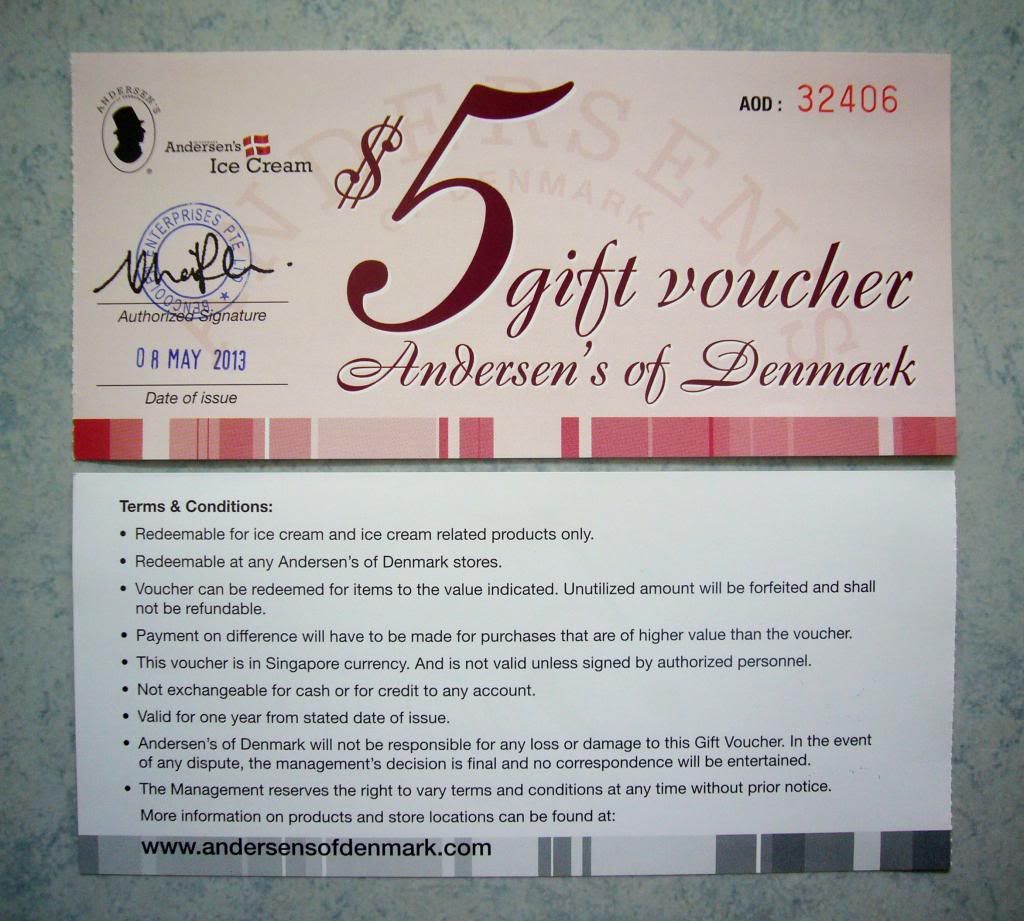 ANDERSEN'S
Andersen's
Ice Cream
AOD : 32406
ANDERSEN'S
OF DENMARK
$5 gift voucher
Andersen's of Denmark
ENTERPRISES PTE
Authorized Signature
08 MAY 2013
Date of issue
Terms & Conditions:
• Redeemable for ice cream and ice cream related products only.
• Redeemable at any Andersen's of Denmark stores.
• Voucher can be redeemed for items to the value indicated. Unutilized amount will be forfeited and shall
not be refundable.
• Payment on difference will have to be made for purchases that are of higher value than the voucher.
• This voucher is in Singapore currency. And is not valid unless signed by authorized personnel.
• Not exchangeable for cash or for credit to any account.
• Valid for one year from stated date of issue.
• Andersen's of Denmark will not be responsible for any loss or damage to this Gift Voucher. In the event
of any dispute, the management's decision is final and no correspondence will be entertained.
• The Management reserves the right to vary terms and conditions at any time without prior notice.
More information on products and store locations can be found at:
www.andersensofdenmark.com